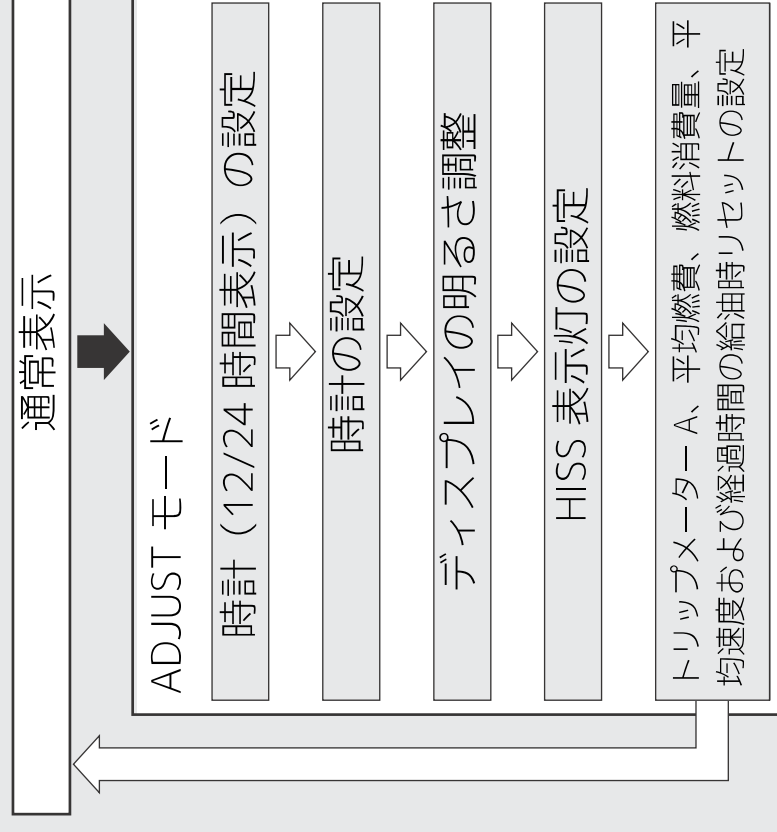 通常表示
ADJUST モード
時計（12/24 時間表示）の設定
時計の設定
ディスプレイの明るさ調整
HISS 表示灯の設定
トリップメーター A、平均燃費、燃料消費量、平
均速度および経過時間の給油時リセットの設定